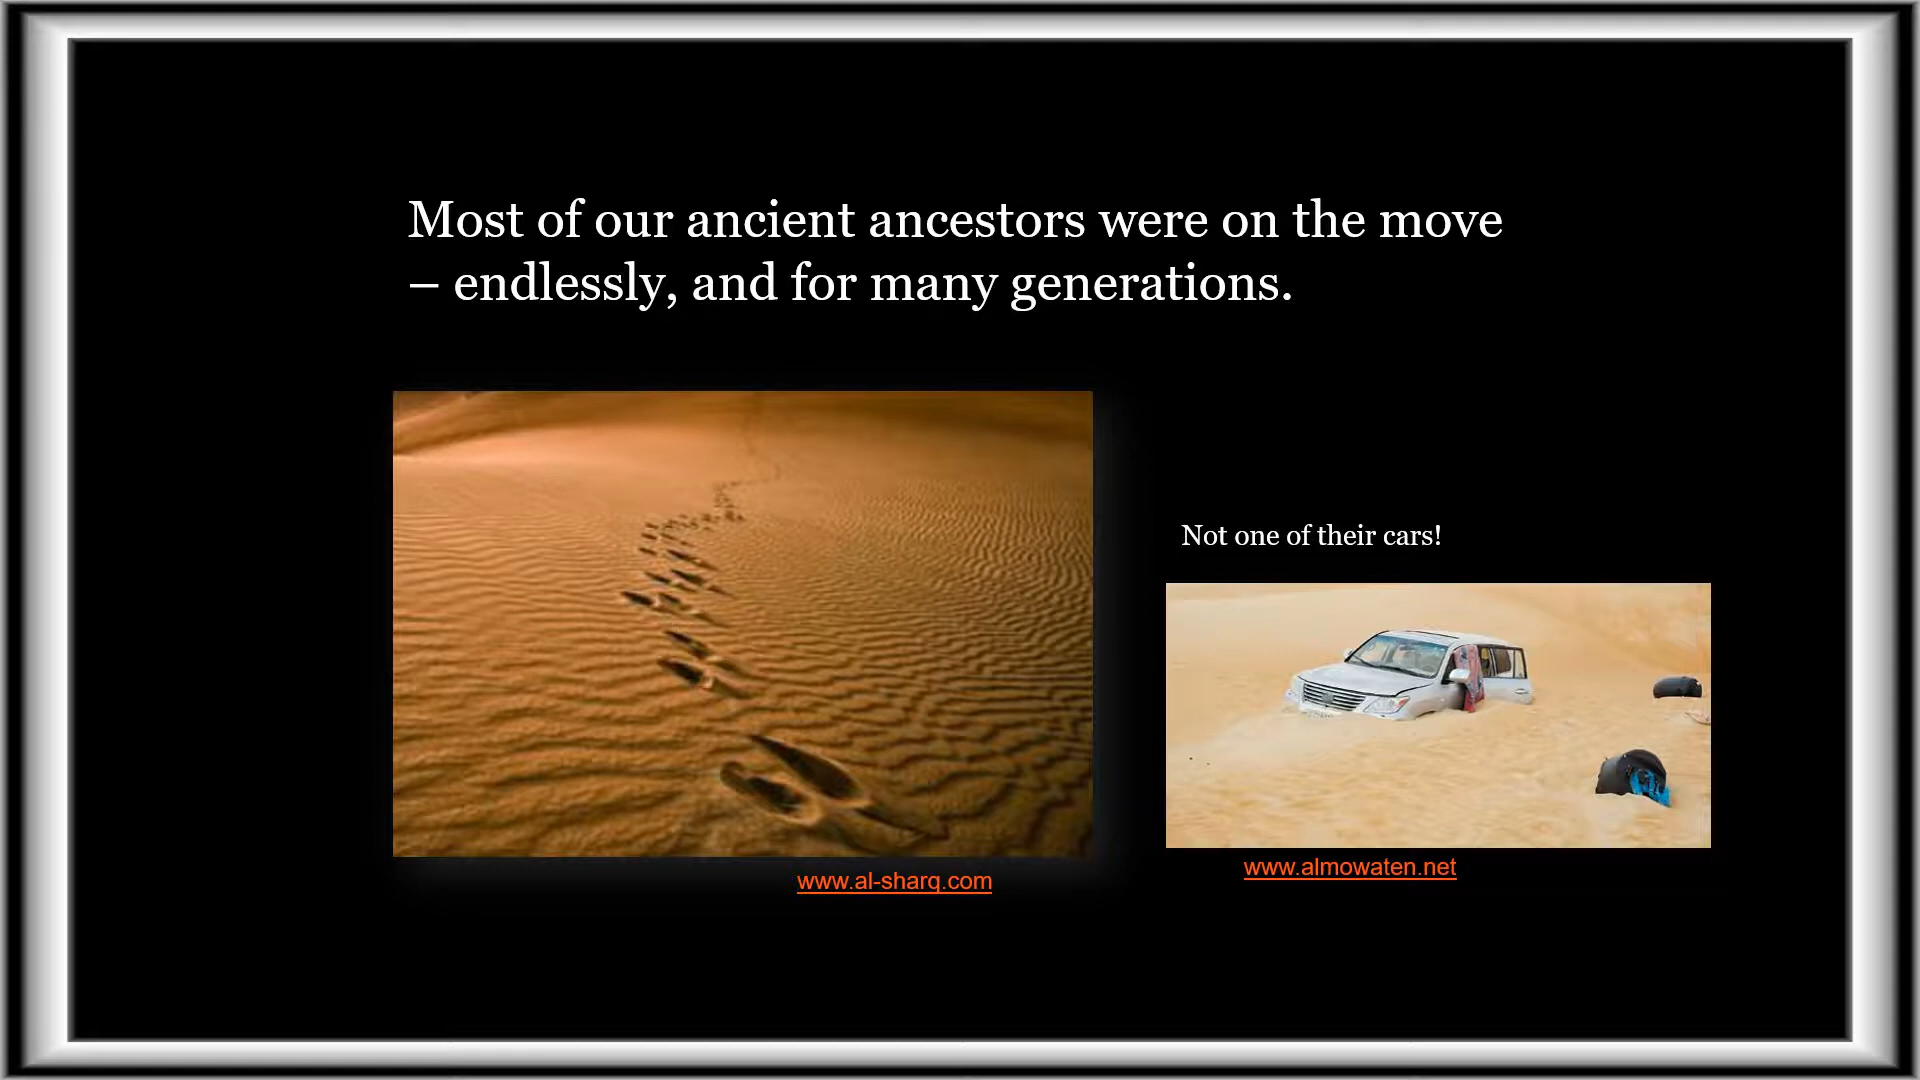 Most of our ancient ancestors were on the move
– endlessly, and for many generations.
Not one of their cars!
www.al-sharq.com
www.almowaten.net